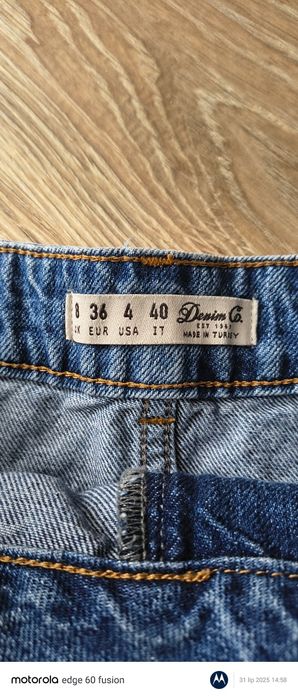 8 36 4 40 Denim Co.
UK EUR USA IT EST 1969
MADE IN TURKEY
motorola edge 60 fusion
31 lip 2025 14:58